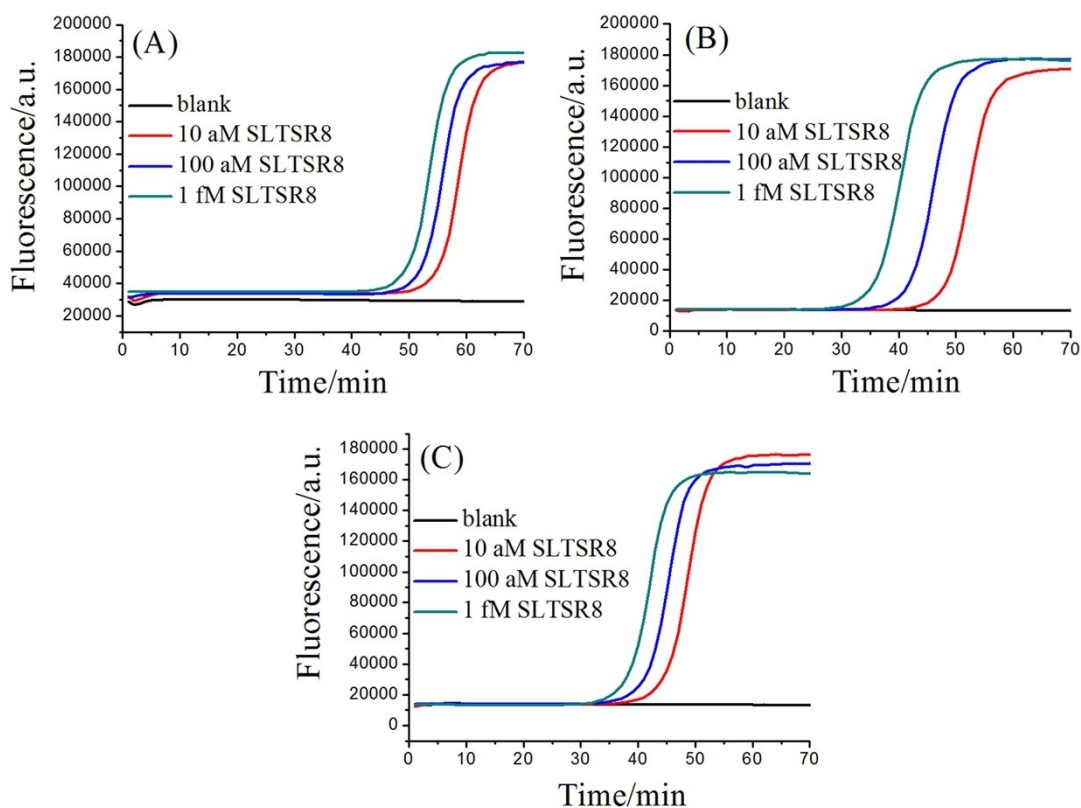 (A)
Fluorescence/a.u.
200000
180000
160000
140000
120000
100000
80000
60000
40000
20000
blank
10 aM SLTSR8
100 aM SLTSR8
1 fM SLTSR8
0 10 20 30 40 50 60 70
Time/min
(B)
Fluorescence/a.u.
200000
180000
160000
140000
120000
100000
80000
60000
40000
20000
0
blank
10 aM SLTSR8
100 aM SLTSR8
1 fM SLTSR8
0 10 20 30 40 50 60 70
Time/min
(C)
Fluorescence/a.u.
180000
160000
140000
120000
100000
80000
60000
40000
20000
0
blank
10 aM SLTSR8
100 aM SLTSR8
1 fM SLTSR8
0 10 20 30 40 50 60 70
Time/min